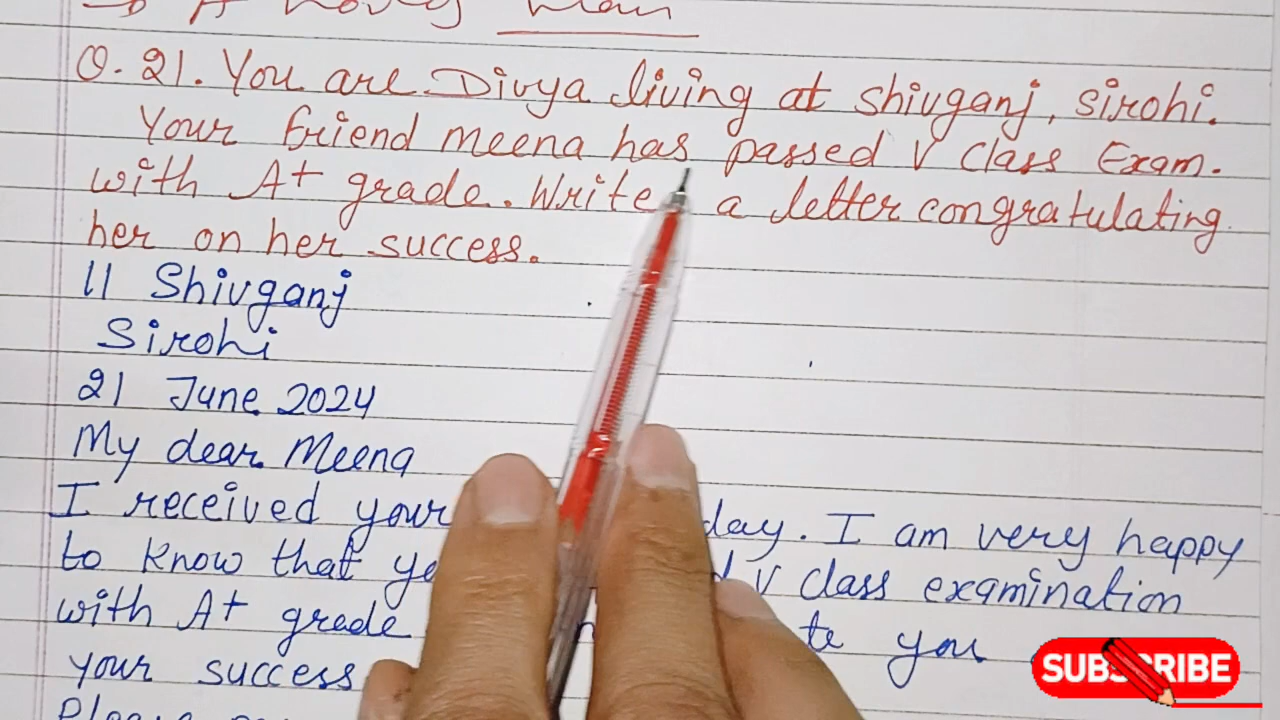 Q. 21. You are Divya living at Shivganj, Sirohi.
Your friend meena has passed V class Exam.
with A+ grade. Write a letter congratulating
her on her success.
11 Shivganj
Sirohi
21 June 2024
My dear Meena
I received your day. I am very happy
to know that V class examination
with A+ grade you
your success
SUBSCRIBE